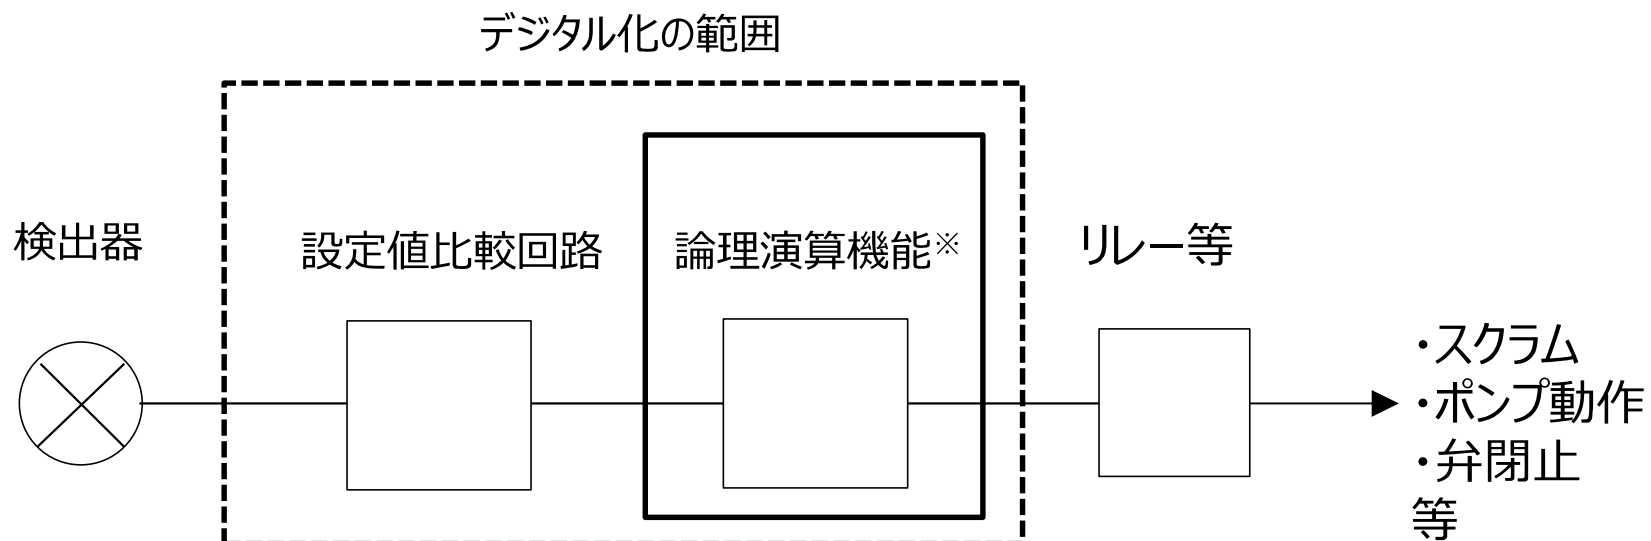 デジタル化の範囲
検出器
設定値比較回路
論理演算機能※
リレー等
・スクラム
・ポンプ動作
・弁閉止
等